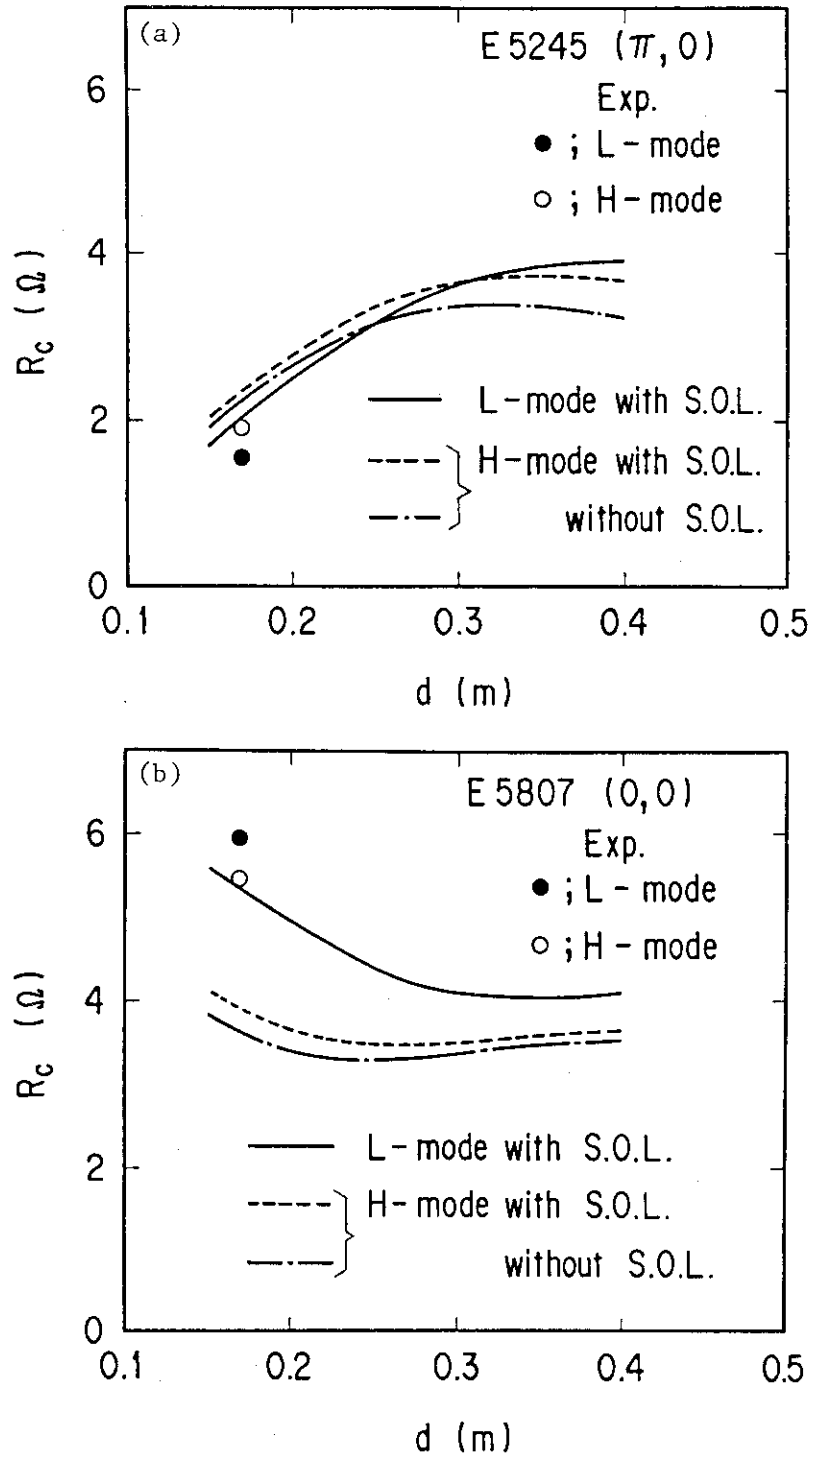 (a)
E5245 (π,0)
Exp.
● ; L-mode
○ ; H-mode
6
4
2
0
R_c (Ω)
L-mode with S.O.L.
H-mode with S.O.L.
without S.O.L.
0.1 0.2 0.3 0.4 0.5
d (m)
(b)
E5807 (0,0)
Exp.
● ; L-mode
○ ; H-mode
6
4
2
0
R_c (Ω)
L-mode with S.O.L.
H-mode with S.O.L.
without S.O.L.
0.1 0.2 0.3 0.4 0.5
d (m)